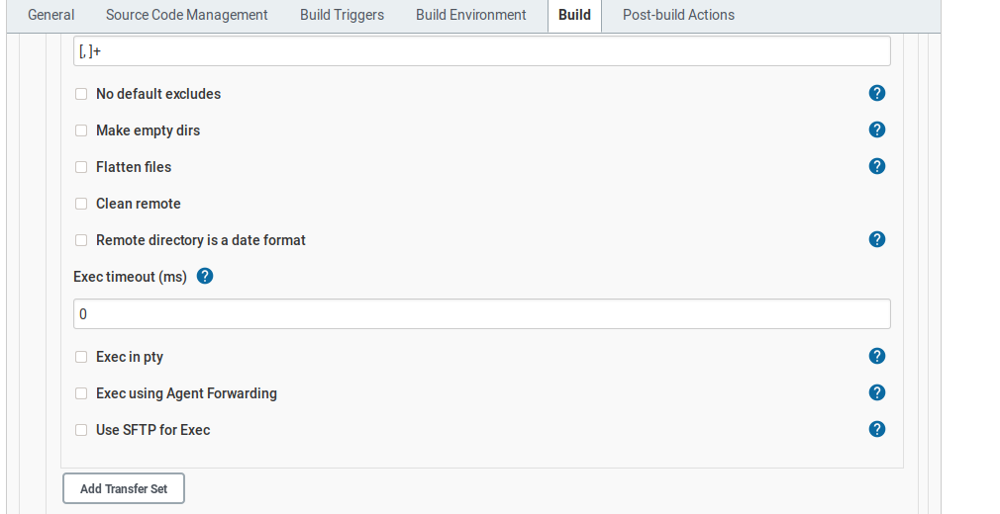 General Source Code Management Build Triggers Build Environment Build Post-build Actions
[, ]+
No default excludes
Make empty dirs
Flatten files
Clean remote
Remote directory is a date format
Exec timeout (ms)
0
Exec in pty
Exec using Agent Forwarding
Use SFTP for Exec
Add Transfer Set